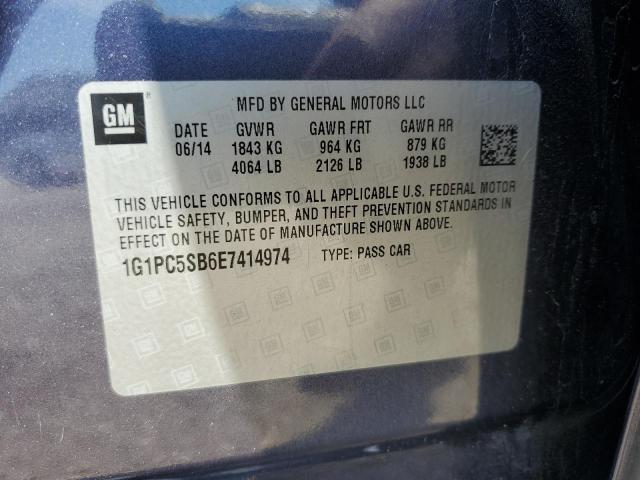 GM ®
MFD BY GENERAL MOTORS LLC
DATE GVWR GAWR FRT GAWR RR
06/14 1843 KG 964 KG 879 KG
4064 LB 2126 LB 1938 LB
THIS VEHICLE CONFORMS TO ALL APPLICABLE U.S. FEDERAL MOTOR
VEHICLE SAFETY, BUMPER, AND THEFT PREVENTION STANDARDS IN
EFFECT ON THE DATE OF MANUFACTURE SHOWN ABOVE.
1G1PC5SB6E7414974 TYPE: PASS CAR